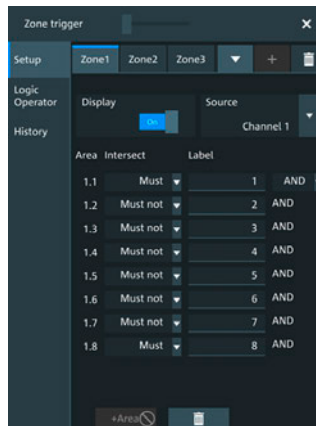 Zone trigger
Setup
Zone1 Zone2 Zone3
Logic Operator
History
Display
On
Source
Channel 1
Area Intersect Label
1.1 Must 1 AND
1.2 Must not 2 AND
1.3 Must not 3 AND
1.4 Must not 4 AND
1.5 Must not 5 AND
1.6 Must not 6 AND
1.7 Must not 7 AND
1.8 Must 8 AND
+Area